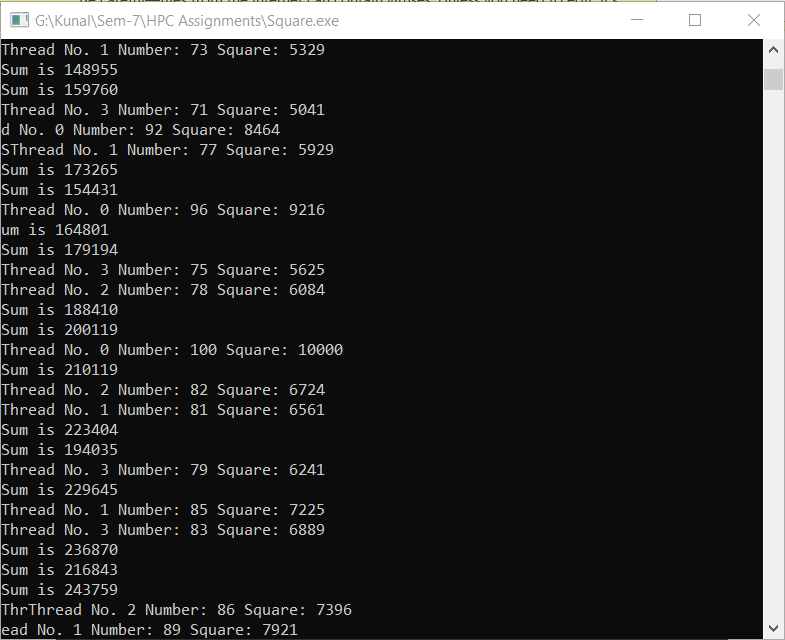 G:\Kunal\Sem-7\HPC Assignments\Square.exe
Thread No. 1 Number: 73 Square: 5329
Sum is 148955
Sum is 159760
Thread No. 3 Number: 71 Square: 5041
d No. 0 Number: 92 Square: 8464
SThread No. 1 Number: 77 Square: 5929
Sum is 173265
Sum is 154431
Thread No. 0 Number: 96 Square: 9216
um is 164801
Sum is 179194
Thread No. 3 Number: 75 Square: 5625
Thread No. 2 Number: 78 Square: 6084
Sum is 188410
Sum is 200119
Thread No. 0 Number: 100 Square: 10000
Sum is 210119
Thread No. 2 Number: 82 Square: 6724
Thread No. 1 Number: 81 Square: 6561
Sum is 223404
Sum is 194035
Thread No. 3 Number: 79 Square: 6241
Sum is 229645
Thread No. 1 Number: 85 Square: 7225
Thread No. 3 Number: 83 Square: 6889
Sum is 236870
Sum is 216843
Sum is 243759
ThrThread No. 2 Number: 86 Square: 7396
ead No. 1 Number: 89 Square: 7921